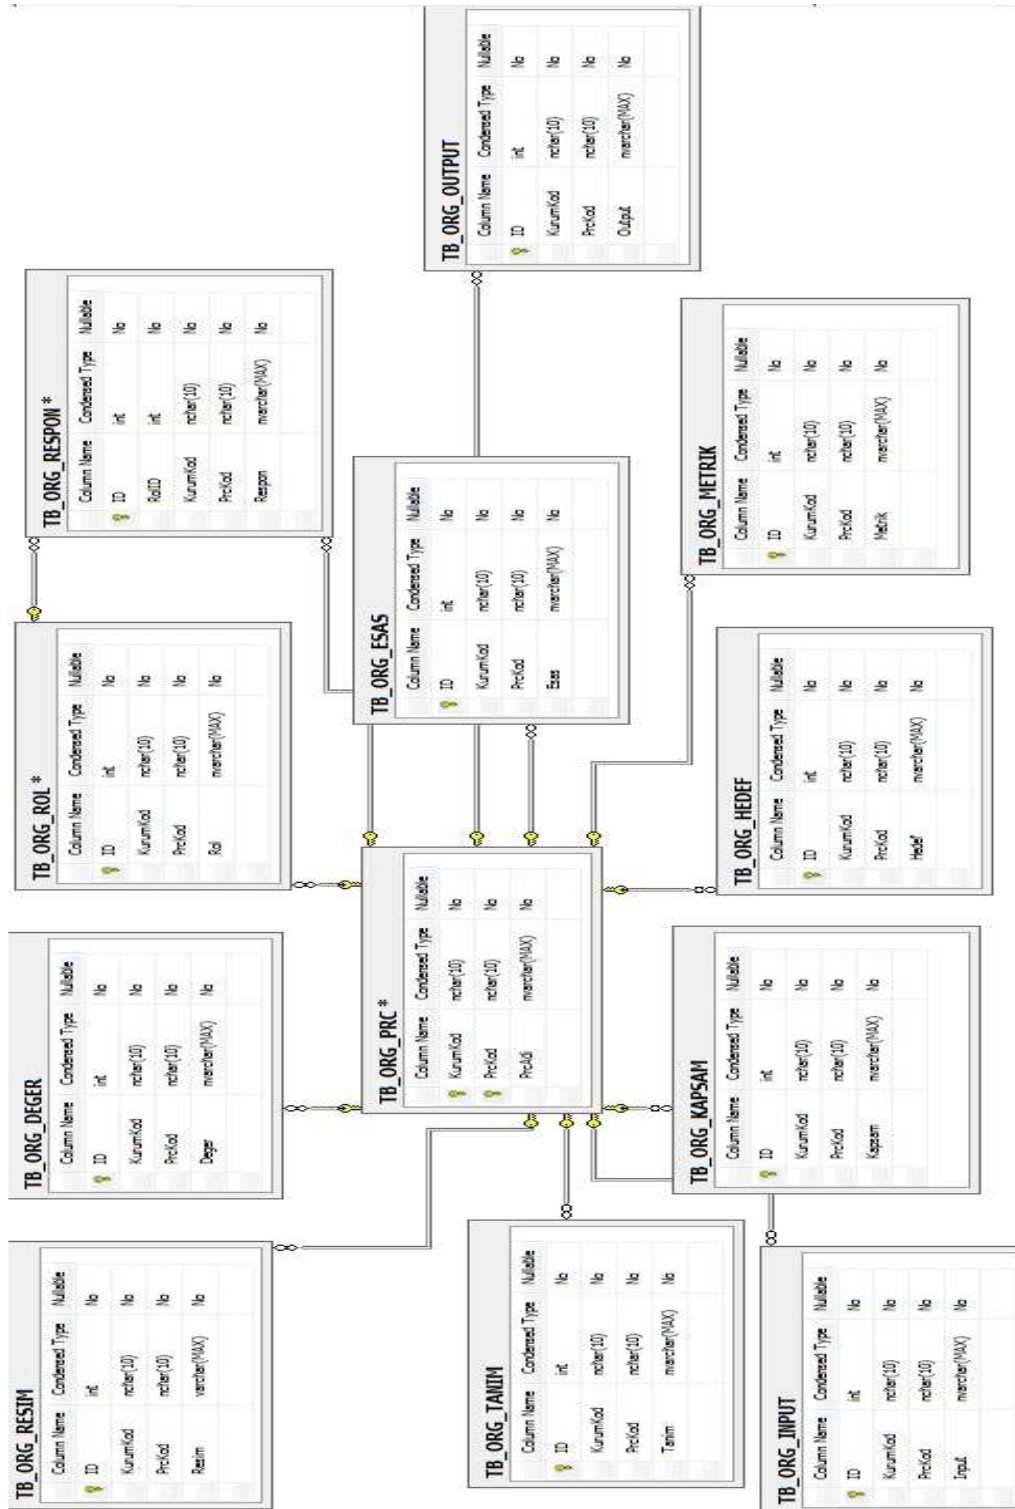 TB_ORG_RESIM
Column Name Condensed Type Nullable
ID int No
KurumKod nchar(10) No
PrcKod nchar(10) No
Resim varchar(MAX) No
TB_ORG_DEGER
Column Name Condensed Type Nullable
ID int No
KurumKod nchar(10) No
PrcKod nchar(10) No
Deger nvarchar(MAX) No
TB_ORG_ROL *
Column Name Condensed Type Nullable
ID int No
KurumKod nchar(10) No
PrcKod nchar(10) No
Rol nvarchar(MAX) No
TB_ORG_RESPON *
Column Name Condensed Type Nullable
ID int No
RolID int No
KurumKod nchar(10) No
PrcKod nchar(10) No
Respon nvarchar(MAX) No
TB_ORG_PRC *
Column Name Condensed Type Nullable
KurumKod nchar(10) No
PrcKod nchar(10) No
PrcAdi nvarchar(MAX) No
TB_ORG_ESAS
Column Name Condensed Type Nullable
ID int No
KurumKod nchar(10) No
PrcKod nchar(10) No
Esas nvarchar(MAX) No
TB_ORG_OUTPUT
Column Name Condensed Type Nullable
ID int No
KurumKod nchar(10) No
PrcKod nchar(10) No
Output nvarchar(MAX) No
TB_ORG_TANIM
Column Name Condensed Type Nullable
ID int No
KurumKod nchar(10) No
PrcKod nchar(10) No
Tanim nvarchar(MAX) No
TB_ORG_KAPSAM
Column Name Condensed Type Nullable
ID int No
KurumKod nchar(10) No
PrcKod nchar(10) No
Kapsam nvarchar(MAX) No
TB_ORG_HEDEF
Column Name Condensed Type Nullable
ID int No
KurumKod nchar(10) No
PrcKod nchar(10) No
Hedef nvarchar(MAX) No
TB_ORG_METRIK
Column Name Condensed Type Nullable
ID int No
KurumKod nchar(10) No
PrcKod nchar(10) No
Metrik nvarchar(MAX) No
TB_ORG_INPUT
Column Name Condensed Type Nullable
ID int No
KurumKod nchar(10) No
PrcKod nchar(10) No
Input nvarchar(MAX) No